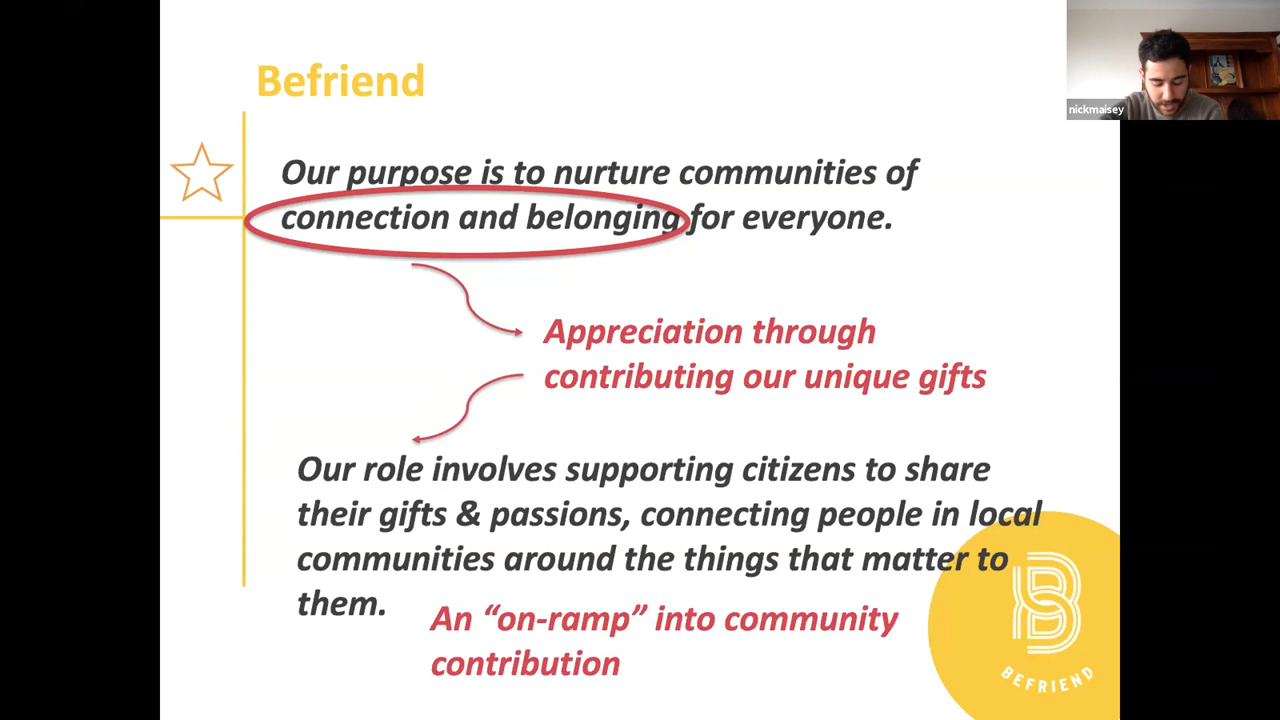 Befriend
nickmaisey
Our purpose is to nurture communities of
connection and belonging for everyone.
Appreciation through
contributing our unique gifts
Our role involves supporting citizens to share
their gifts & passions, connecting people in local
communities around the things that matter to
them.
An “on-ramp” into community
contribution
B
BEFRIEND